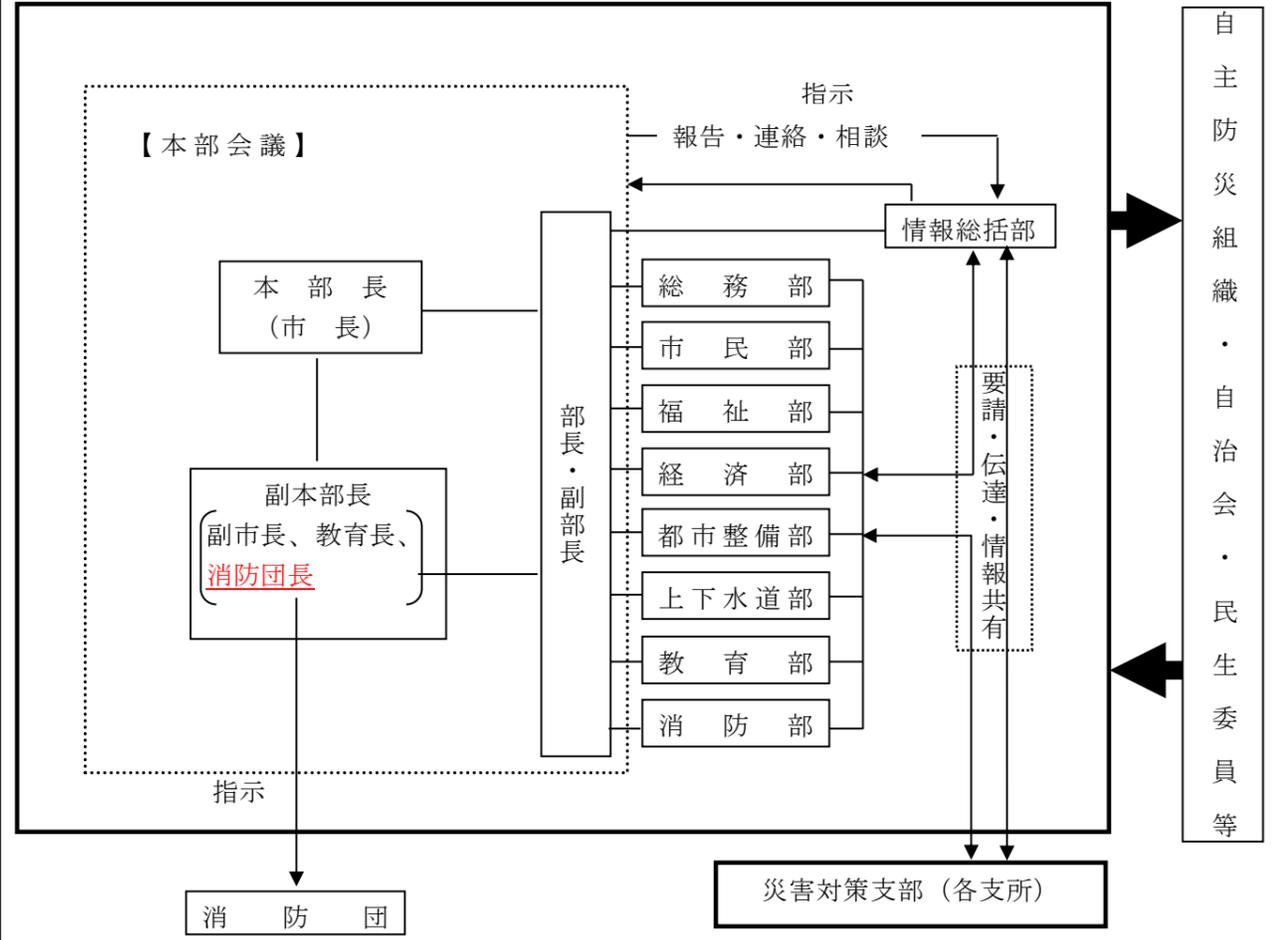 指示
【本部会議】
報告・連絡・相談
情報総括部
本　部　長
（市　長）
副本部長
副市長、教育長、
消防団長
部長・副部長
総　務　部
市　民　部
福　祉　部
経　済　部
都市整備部
上下水道部
教　育　部
消　防　部
要請・伝達・情報共有
指示
消　防　団
災害対策支部（各支所）
自主防災組織・自治会・民生委員等